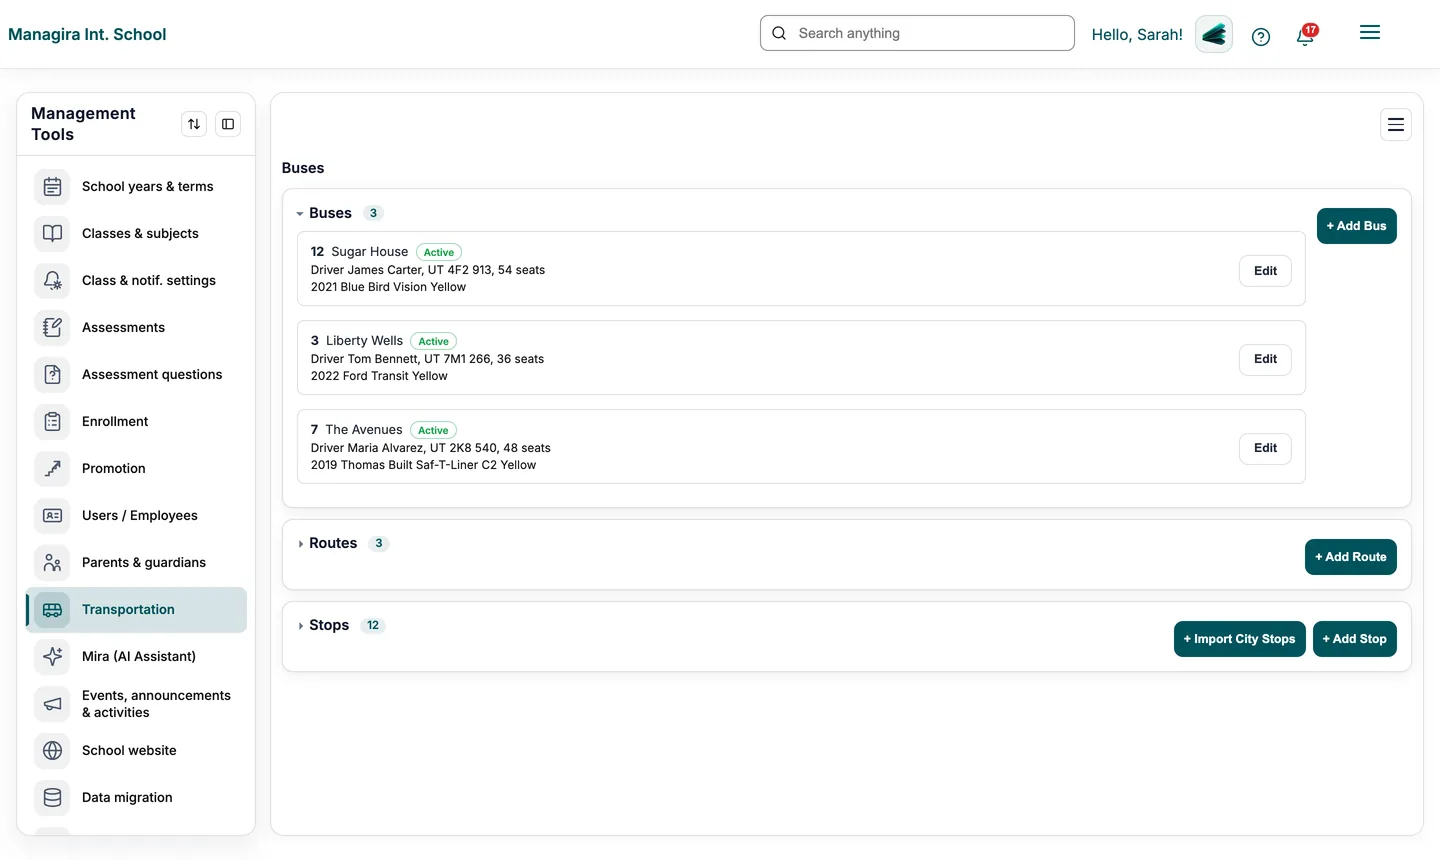 Managira Int. School
Search anything
Hello, Sarah!
17
Management
Tools
School years & terms
Classes & subjects
Class & notif. settings
Assessments
Assessment questions
Enrollment
Promotion
Users / Employees
Parents & guardians
Transportation
Mira (AI Assistant)
Events, announcements
& activities
School website
Data migration
Buses
Buses 3
+ Add Bus
12 Sugar House Active
Driver James Carter, UT 4F2 913, 54 seats
2021 Blue Bird Vision Yellow
Edit
3 Liberty Wells Active
Driver Tom Bennett, UT 7M1 266, 36 seats
2022 Ford Transit Yellow
Edit
7 The Avenues Active
Driver Maria Alvarez, UT 2K8 540, 48 seats
2019 Thomas Built Saf-T-Liner C2 Yellow
Edit
Routes 3
+ Add Route
Stops 12
+ Import City Stops
+ Add Stop